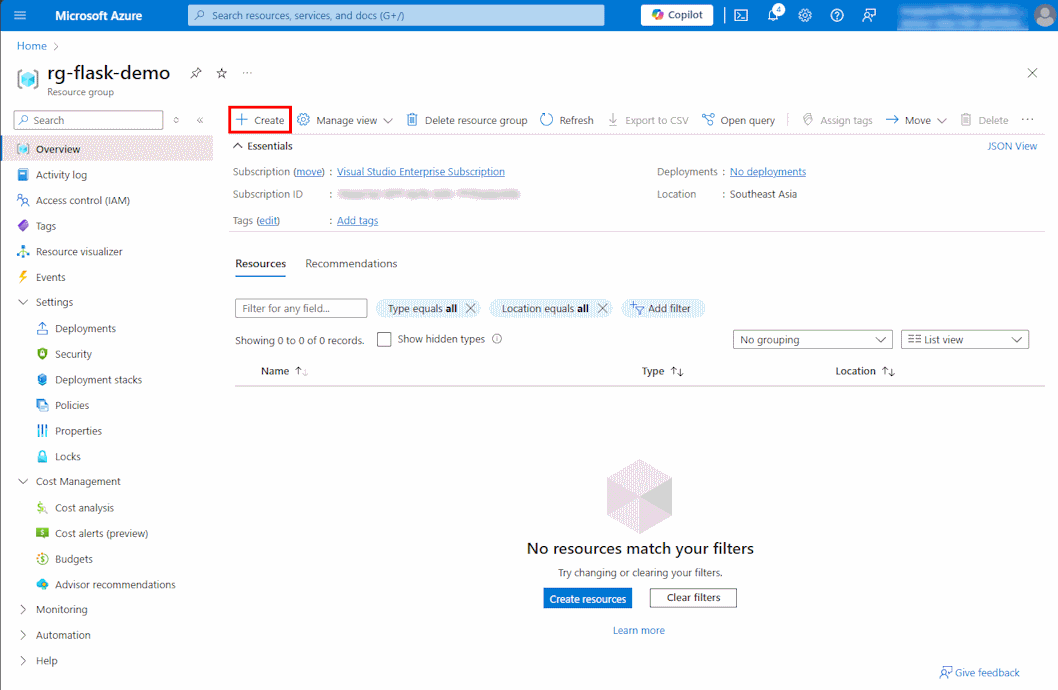 Microsoft Azure
Search resources, services, and docs (G+/)
Copilot
4
Home
rg-flask-demo
Resource group
Search
Create
Manage view
Delete resource group
Refresh
Export to CSV
Open query
Assign tags
Move
Delete
Overview
Activity log
Access control (IAM)
Tags
Resource visualizer
Events
Settings
Deployments
Security
Deployment stacks
Policies
Properties
Locks
Cost Management
Cost analysis
Cost alerts (preview)
Budgets
Advisor recommendations
Monitoring
Automation
Help
Essentials
JSON View
Subscription (move) : Visual Studio Enterprise Subscription
Deployments : No deployments
Subscription ID :
Location : Southeast Asia
Tags (edit) : Add tags
Resources
Recommendations
Filter for any field...
Type equals all
Location equals all
Add filter
Showing 0 to 0 of 0 records.
Show hidden types
No grouping
List view
Name
Type
Location
No resources match your filters
Try changing or clearing your filters.
Create resources
Clear filters
Learn more
Give feedback